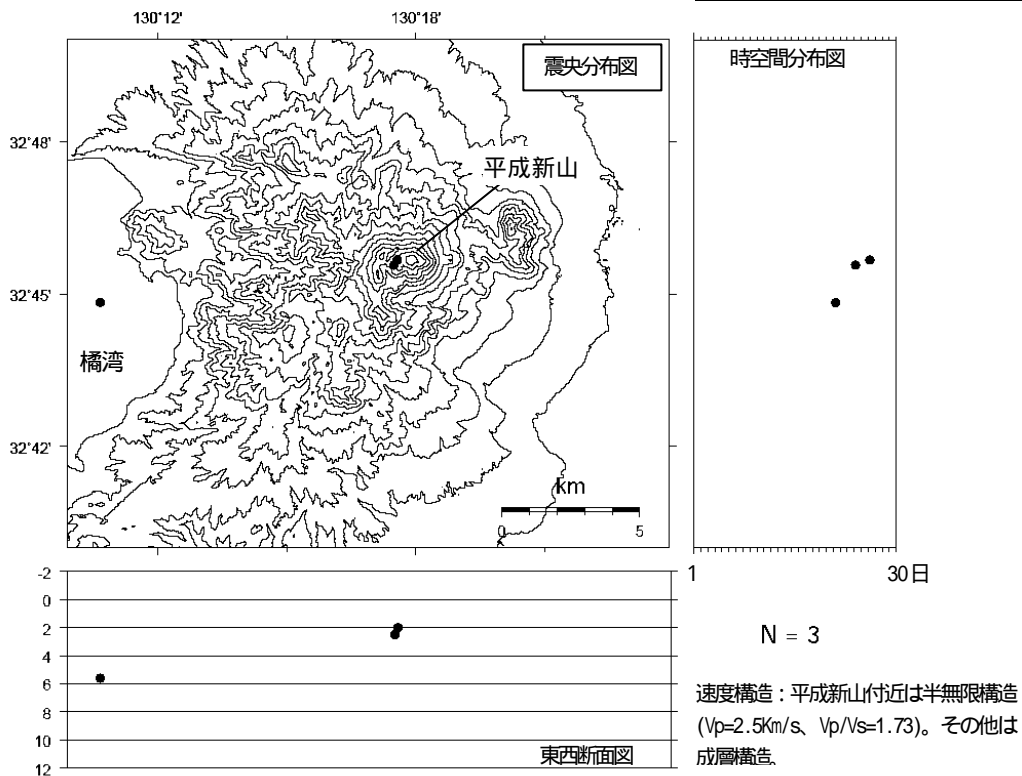 130°12′ 130°18′
震央分布図
時空間分布図
32°48′
平成新山
32°45′
橘湾
32°42′
km
0 5
1 30日
-2
0
2
4
6
8
10
12
N = 3
速度構造：平成新山付近は半無限構造
(Vp=2.5Km/s、Vp/Vs=1.73)。その他は
成層構造。
東西断面図